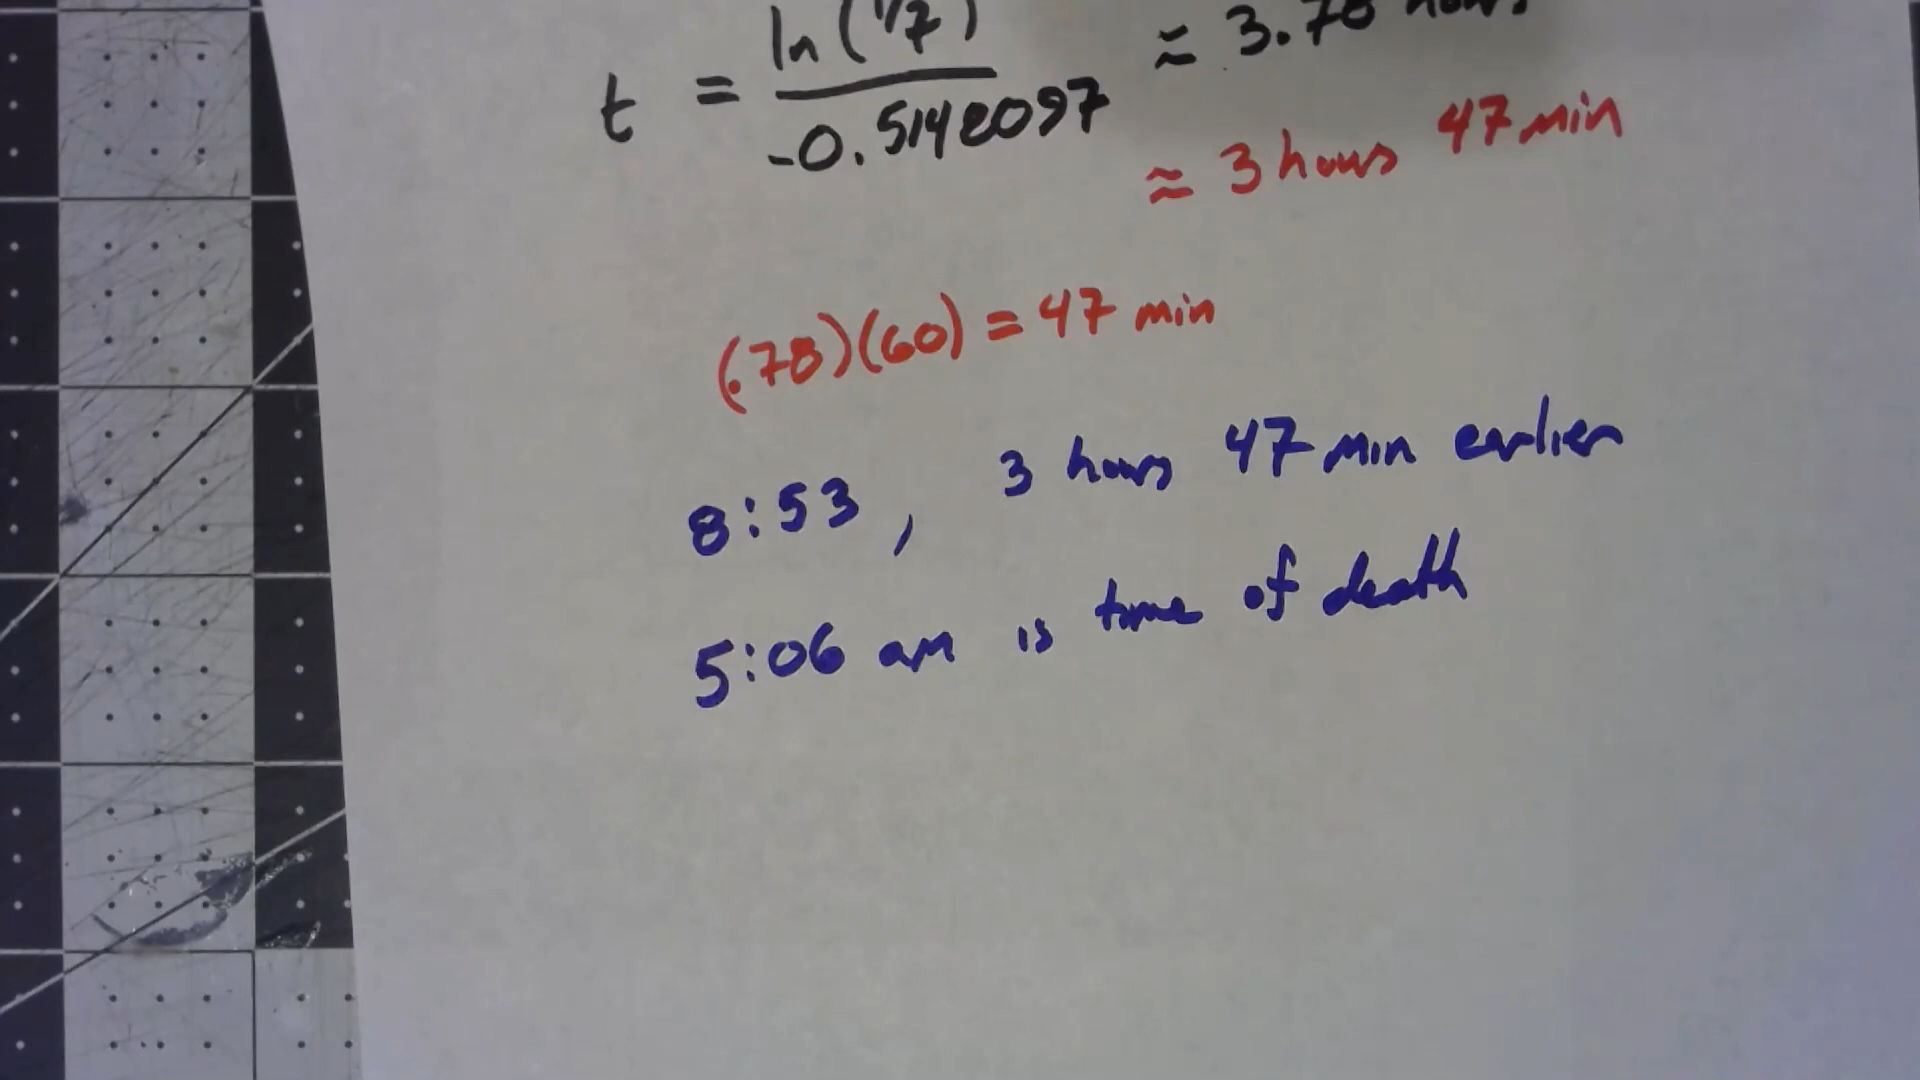 t = ln(1/7) / -0.5148097 ≈ 3.78 hours
≈ 3 hours 47 min
(.78)(60) = 47 min
8:53, 3 hours 47 min earlier
5:06 am is time of death